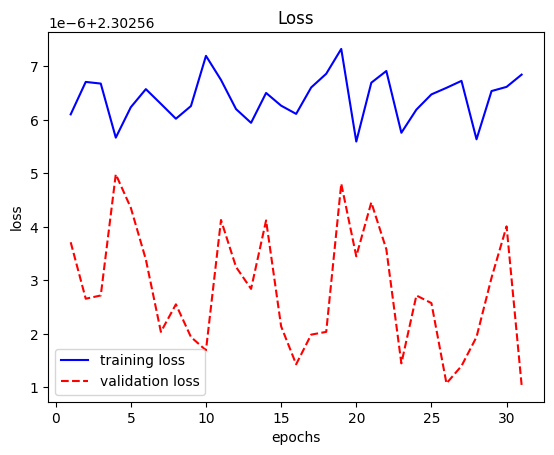 Loss
1e−6+2.30256
7
6
5
4
3
2
1
loss
training loss
validation loss
0 5 10 15 20 25 30
epochs